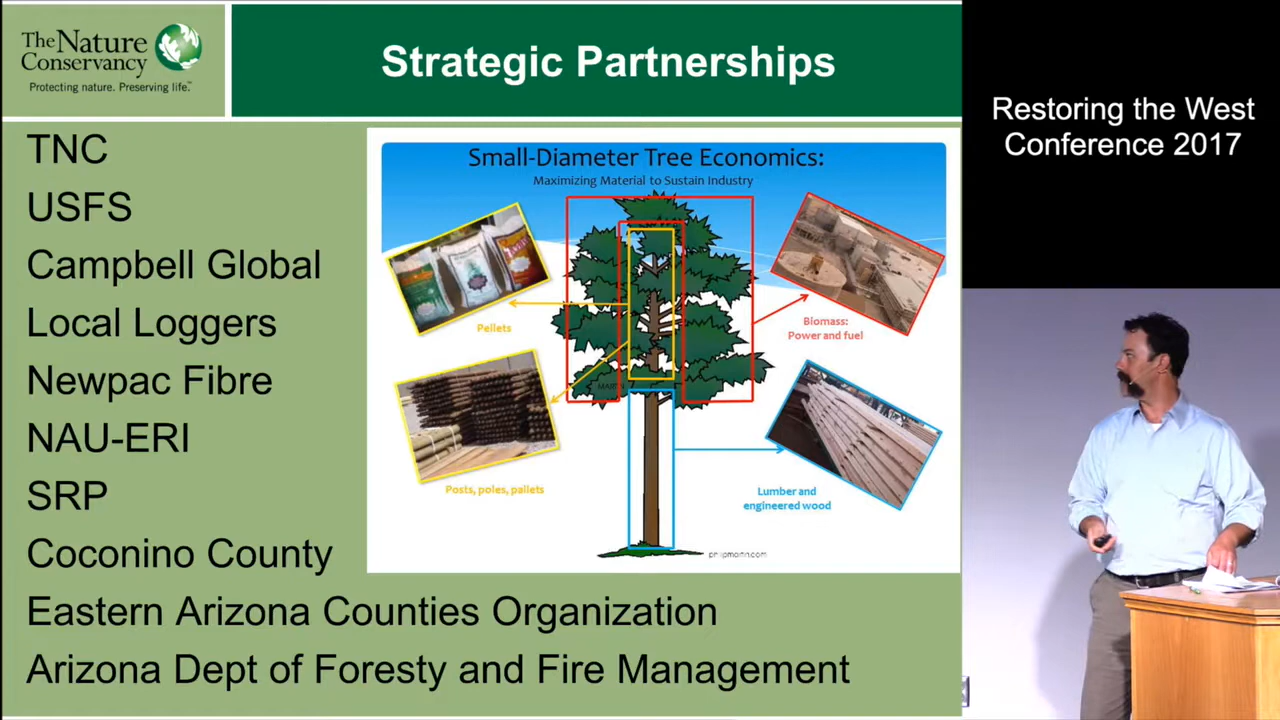 The Nature
Conservancy
Protecting nature. Preserving life.™
Strategic Partnerships
Restoring the West
Conference 2017
TNC
USFS
Campbell Global
Local Loggers
Newpac Fibre
NAU-ERI
SRP
Coconino County
Eastern Arizona Counties Organization
Arizona Dept of Foresty and Fire Management
Small-Diameter Tree Economics:
Maximizing Material to Sustain Industry
Pellets
Biomass:
Power and fuel
Posts, poles, pallets
Lumber and
engineered wood
philipmartin.com